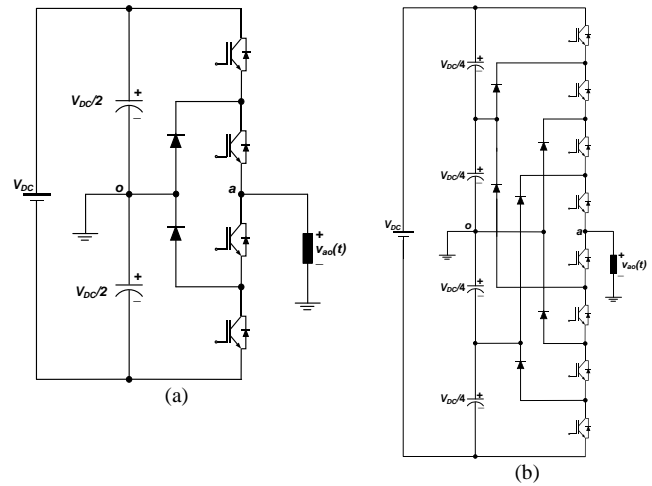 V_DC
V_DC/2
+
_
o
a
+
v_ao(t)
_
V_DC/2
+
_
(a)
V_DC
V_DC/4
+
_
V_DC/4
+
_
o
a
+
v_ao(t)
_
V_DC/4
+
_
V_DC/4
+
_
(b)